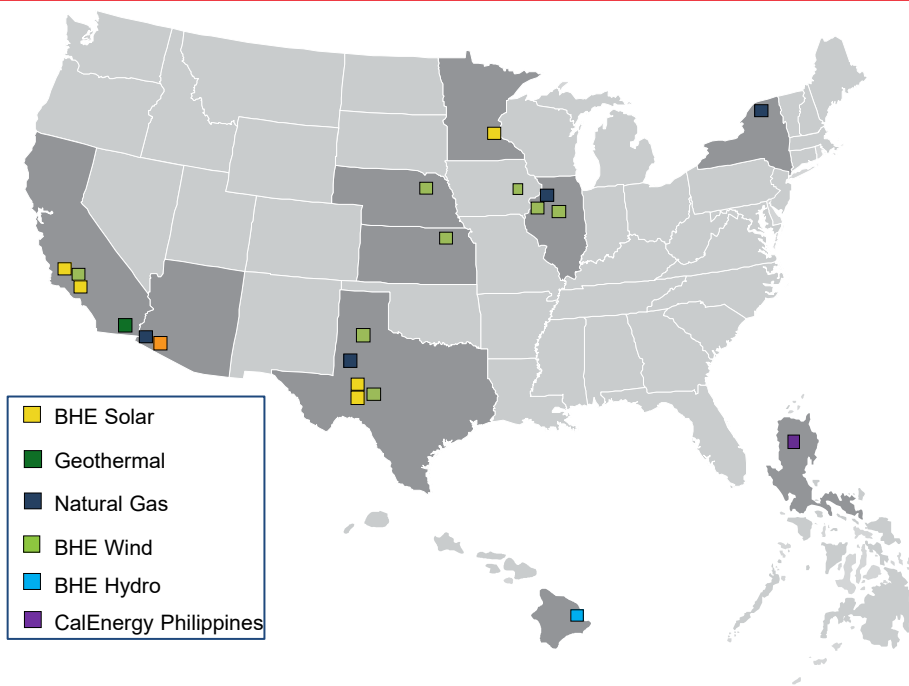 BHE Solar
Geothermal
Natural Gas
BHE Wind
BHE Hydro
CalEnergy Philippines